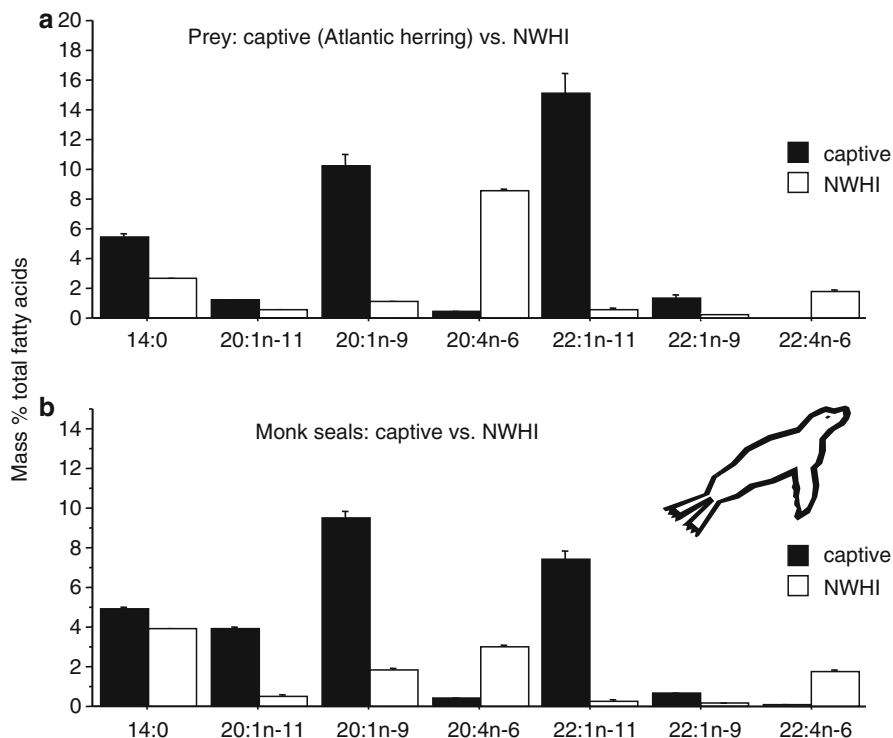 a
Prey: captive (Atlantic herring) vs. NWHI
20
18
16
14
12
10
8
6
4
2
0
captive
NWHI
14:0 20:1n-11 20:1n-9 20:4n-6 22:1n-11 22:1n-9 22:4n-6
Mass % total fatty acids
b
Monk seals: captive vs. NWHI
14
12
10
8
6
4
2
0
captive
NWHI
14:0 20:1n-11 20:1n-9 20:4n-6 22:1n-11 22:1n-9 22:4n-6